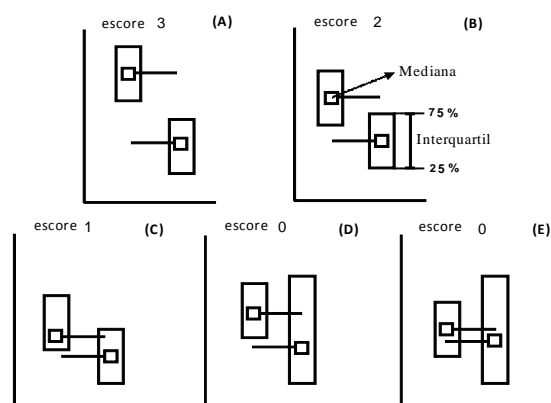 escore 3 (A)
escore 2 (B)
Mediana
75%
Interquartil
25%
escore 1 (C)
escore 0 (D)
escore 0 (E)